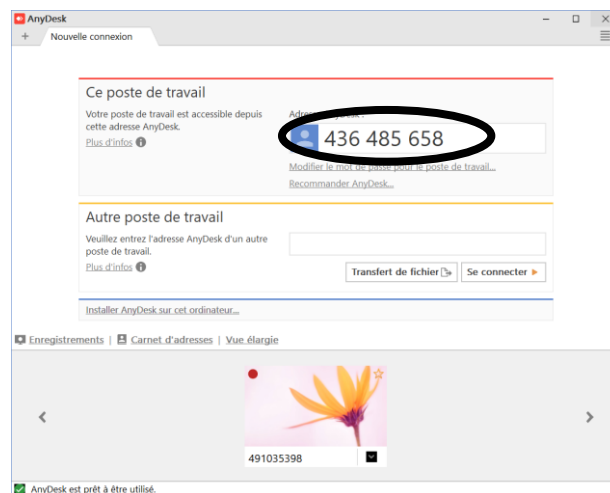 AnyDesk
+ Nouvelle connexion
Ce poste de travail
Votre poste de travail est accessible depuis
cette adresse AnyDesk.
Plus d'infos
436 485 658
Modifier le mot de passe pour le poste de travail...
Recommander AnyDesk...
Autre poste de travail
Veuillez entrez l'adresse AnyDesk d'un autre
poste de travail.
Plus d'infos
Transfert de fichier
Se connecter
Installer AnyDesk sur cet ordinateur...
Enregistrements | Carnet d'adresses | Vue élargie
491035398
AnyDesk est prêt à être utilisé.